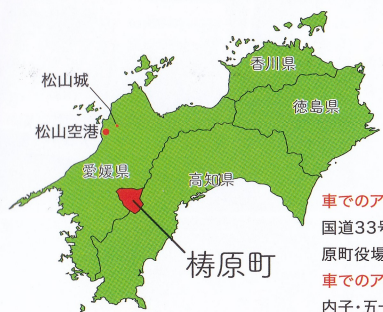 香川県
松山城
徳島県
松山空港
愛媛県
高知県
梼原町
車でのア
国道33号
原町役場
車でのア
内子・五十